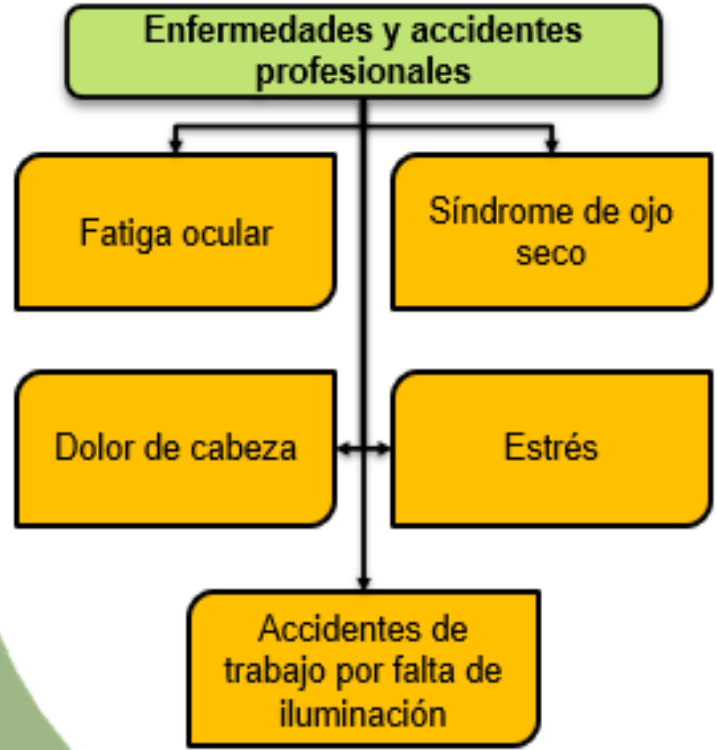 Enfermedades y accidentes
profesionales
Fatiga ocular
Síndrome de ojo
seco
Dolor de cabeza
Estrés
Accidentes de
trabajo por falta de
iluminación